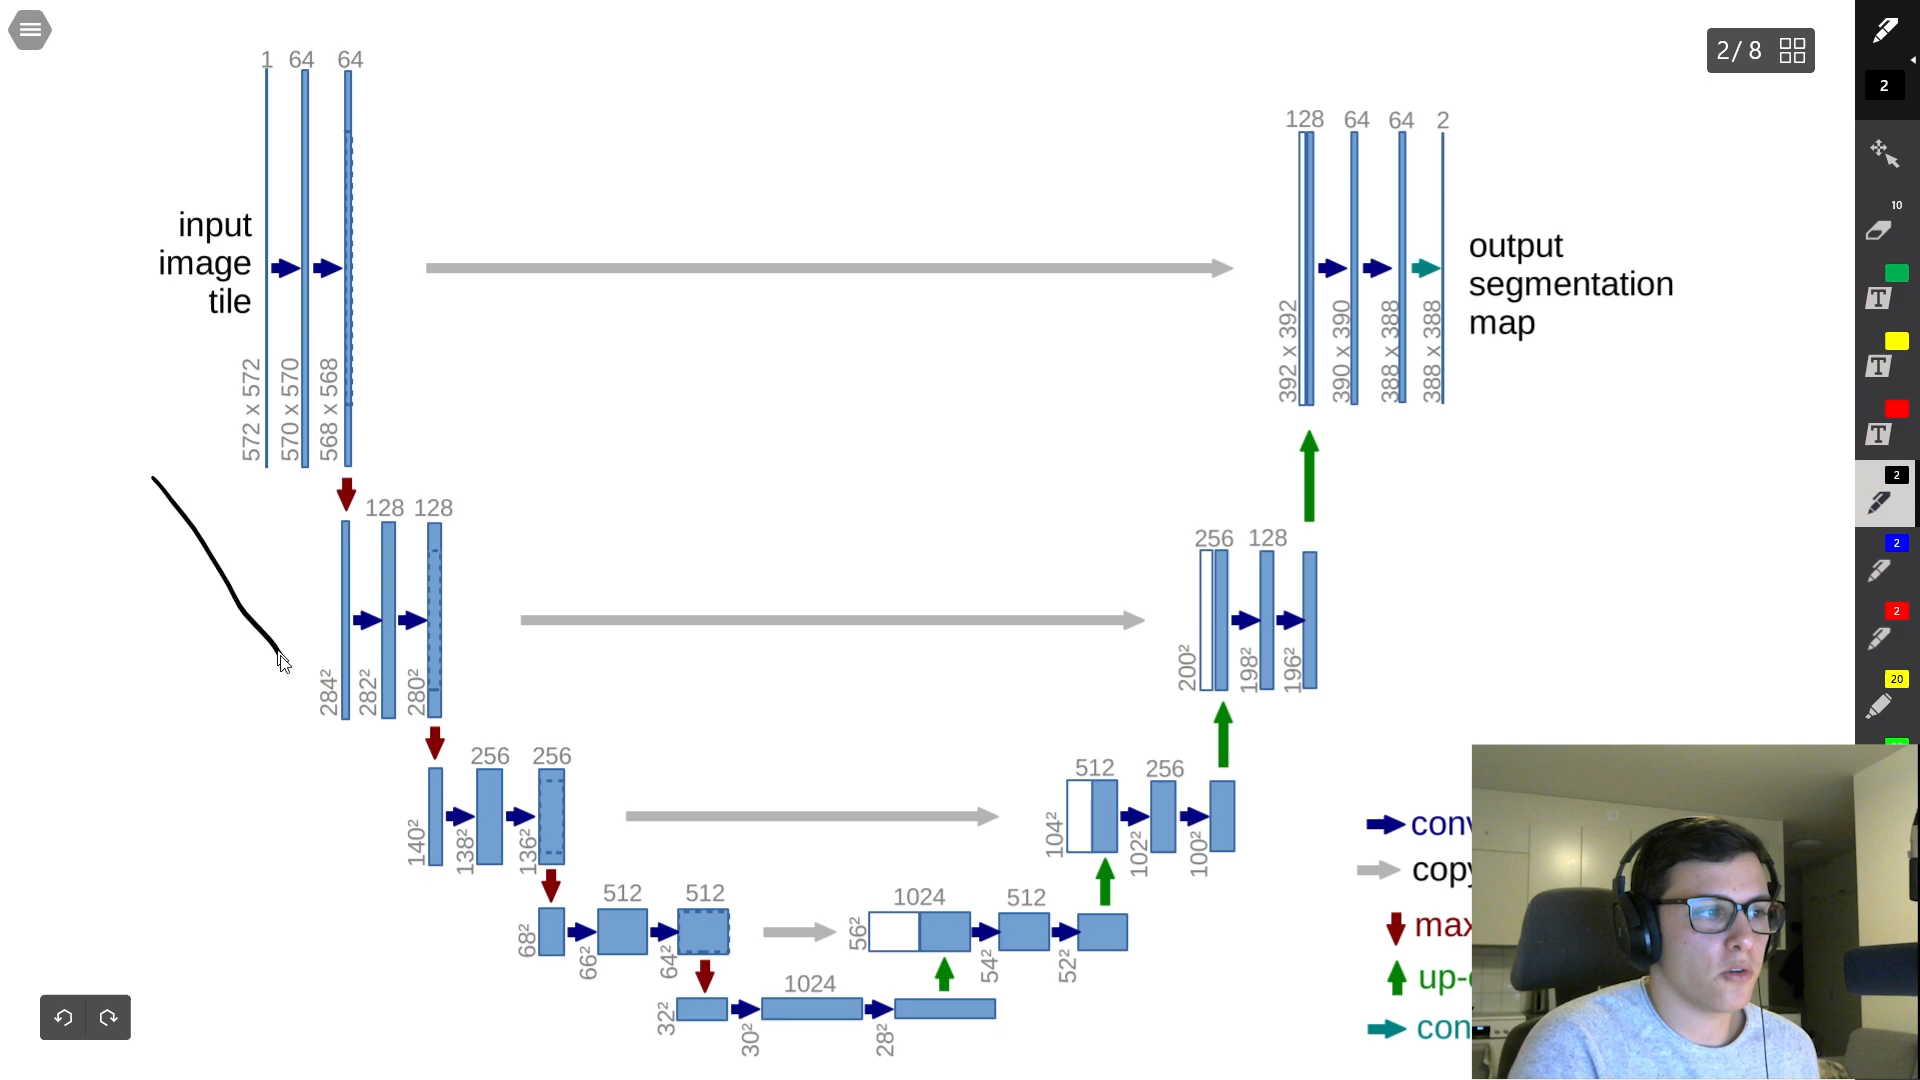 2/ 8
2
1 64 64
128 64 64 2
10
input
image
tile
output
segmentation
map
572 x 572
570 x 570
568 x 568
392 x 392
390 x 390
388 x 388
388 x 388
T
T
T
2
128 128
256 128
2
284²
282²
280²
200²
198²
196²
2
20
256 256
512 256
140²
138²
136²
104²
102²
100²
512 512
1024 512
68²
66²
64²
56²
54²
52²
1024
32²
30²
28²
conv
copy
max
up-
con